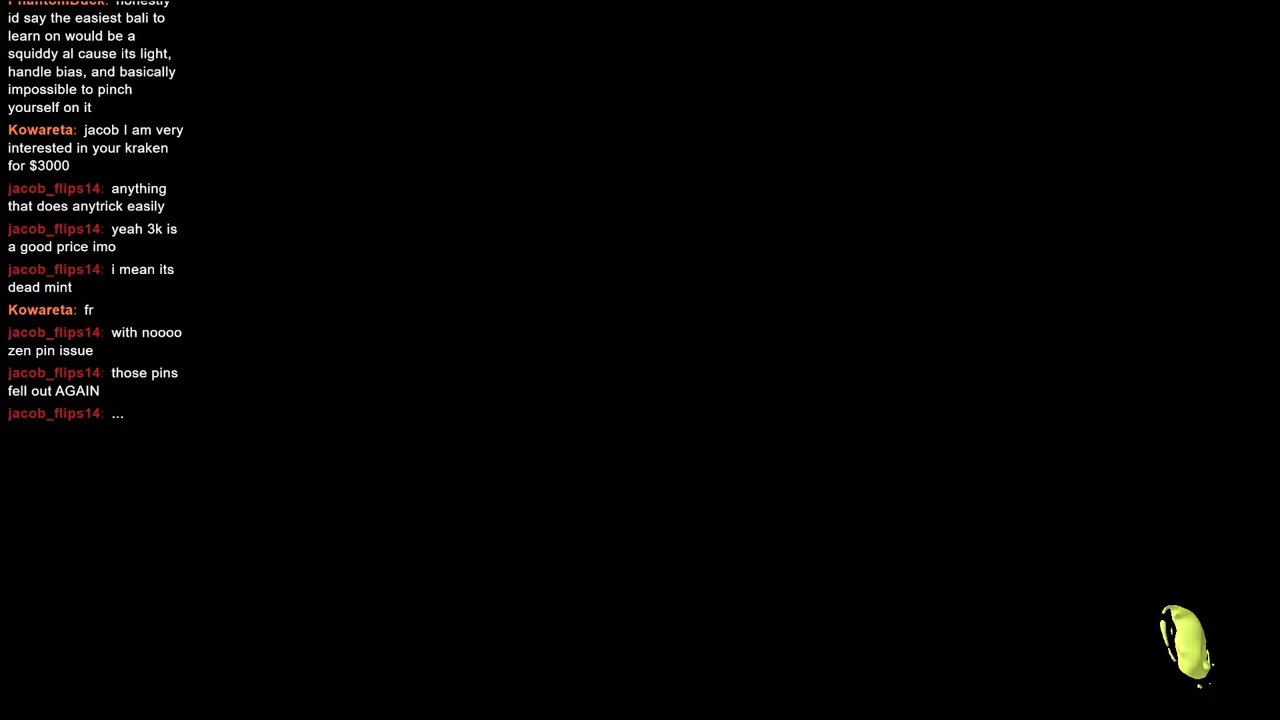 PhantomDuck: honestly
id say the easiest bali to
learn on would be a
squiddy al cause its light,
handle bias, and basically
impossible to pinch
yourself on it
Kowareta: jacob I am very
interested in your kraken
for $3000
jacob_flips14: anything
that does anytrick easily
jacob_flips14: yeah 3k is
a good price imo
jacob_flips14: i mean its
dead mint
Kowareta: fr
jacob_flips14: with noooo
zen pin issue
jacob_flips14: those pins
fell out AGAIN
jacob_flips14: ...